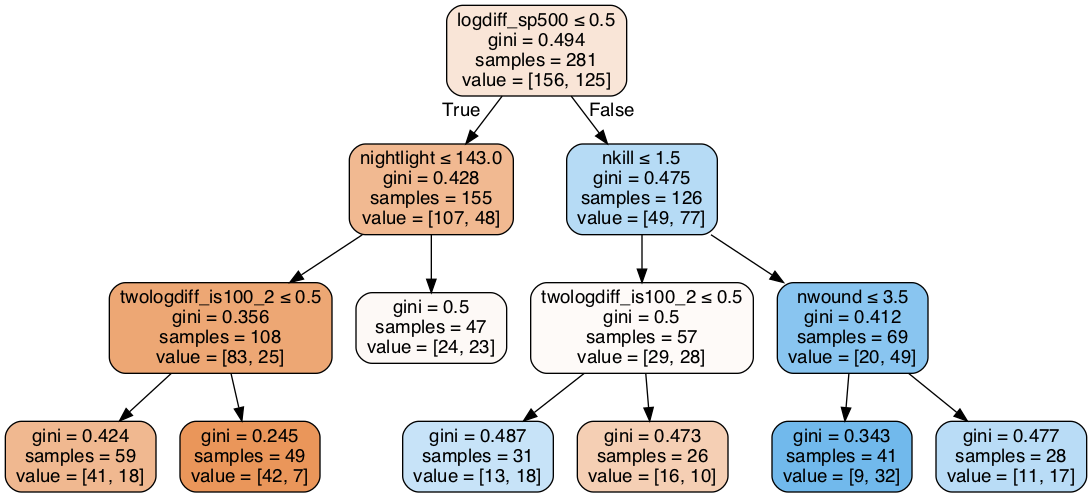 logdiff_sp500 ≤ 0.5
gini = 0.494
samples = 281
value = [156, 125]
True
False
nightlight ≤ 143.0
gini = 0.428
samples = 155
value = [107, 48]
nkill ≤ 1.5
gini = 0.475
samples = 126
value = [49, 77]
twologdiff_is100_2 ≤ 0.5
gini = 0.356
samples = 108
value = [83, 25]
gini = 0.5
samples = 47
value = [24, 23]
twologdiff_is100_2 ≤ 0.5
gini = 0.5
samples = 57
value = [29, 28]
nwound ≤ 3.5
gini = 0.412
samples = 69
value = [20, 49]
gini = 0.424
samples = 59
value = [41, 18]
gini = 0.245
samples = 49
value = [42, 7]
gini = 0.487
samples = 31
value = [13, 18]
gini = 0.473
samples = 26
value = [16, 10]
gini = 0.343
samples = 41
value = [9, 32]
gini = 0.477
samples = 28
value = [11, 17]